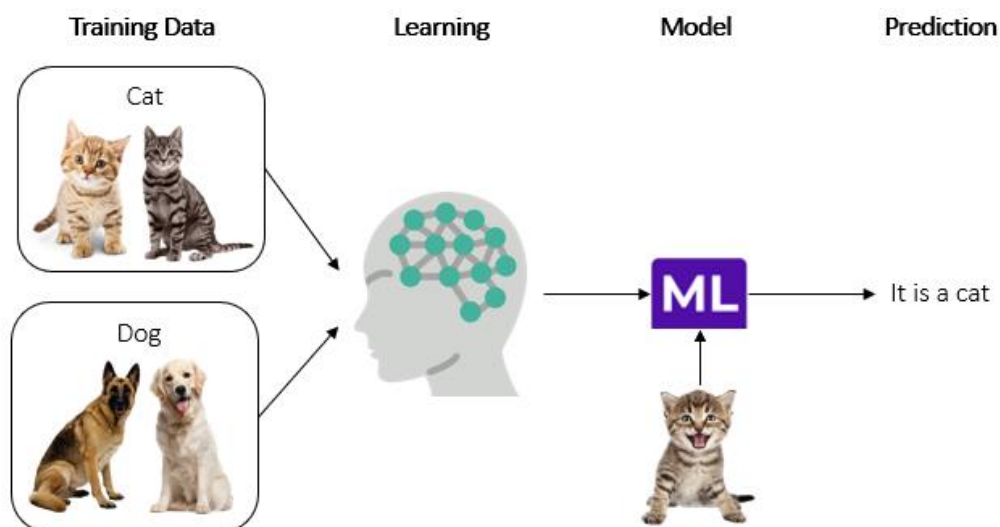 Training Data
Learning
Model
Prediction
Cat
Dog
ML
It is a cat